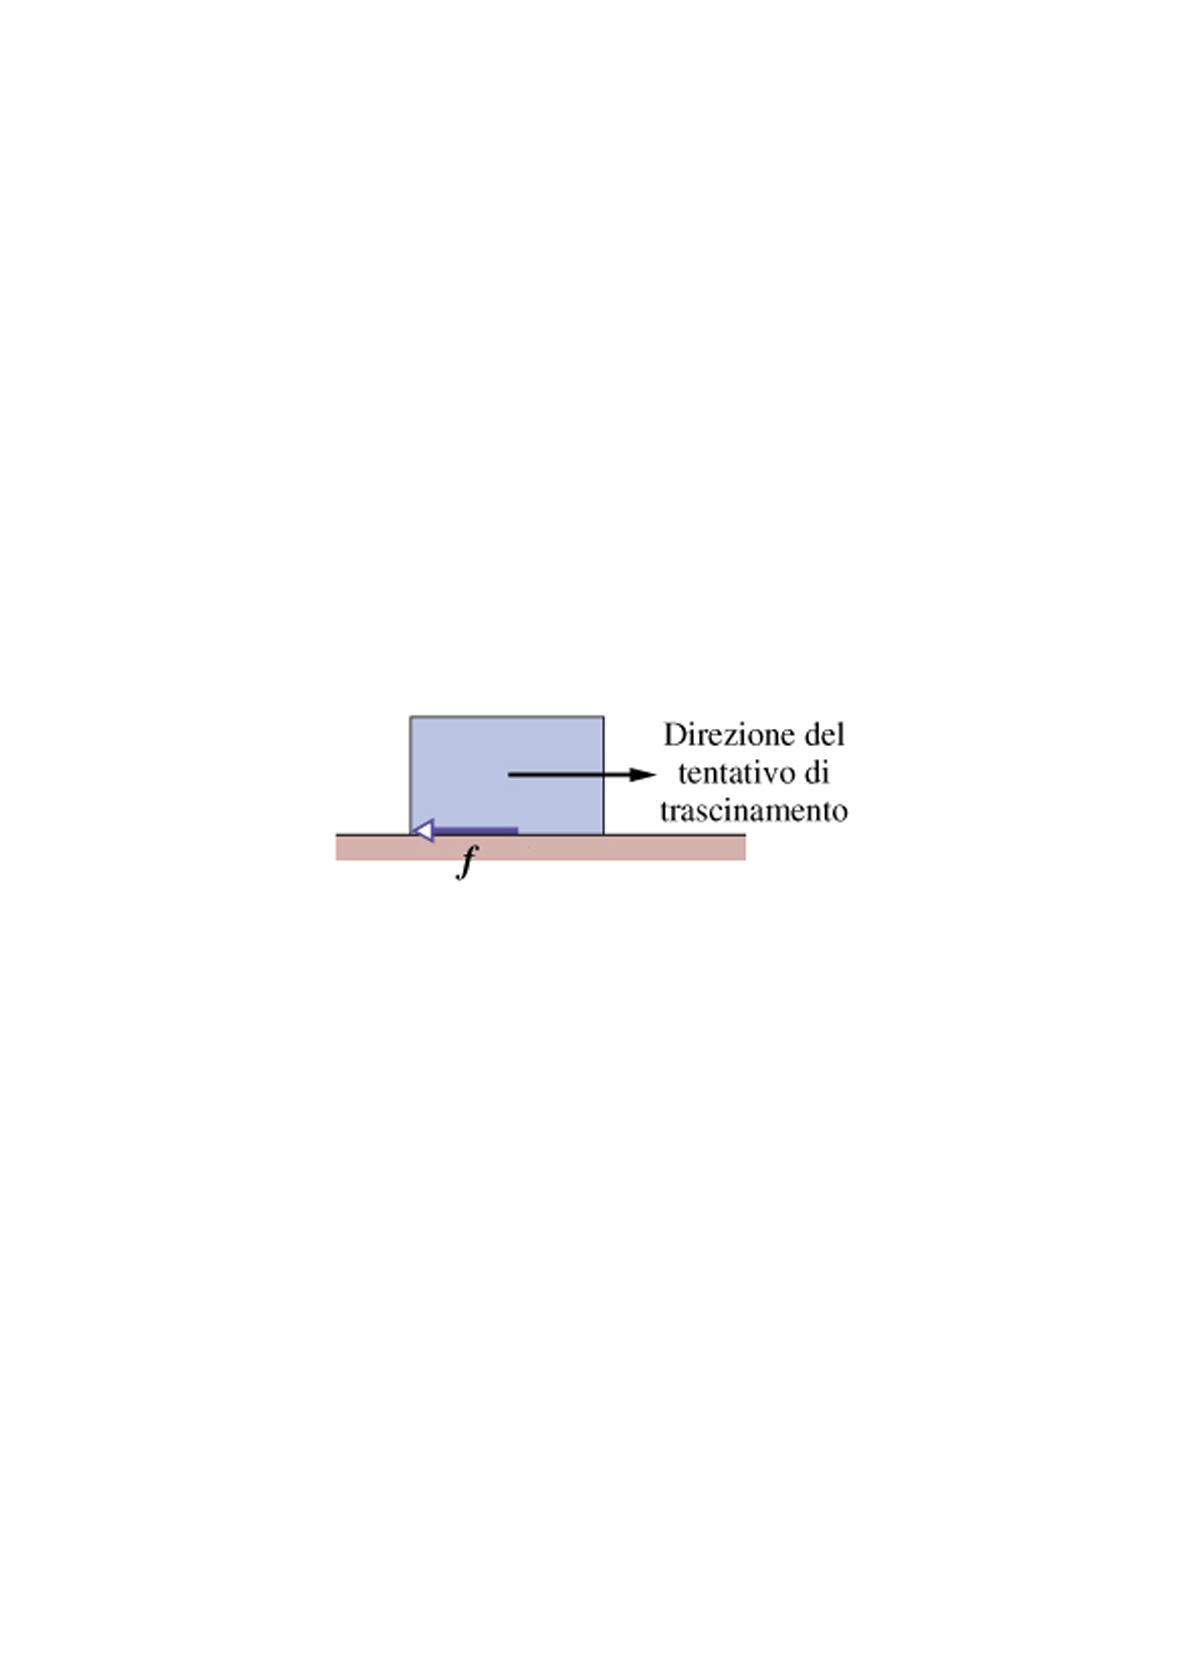 Direzione del
tentativo di
trascinamento
f